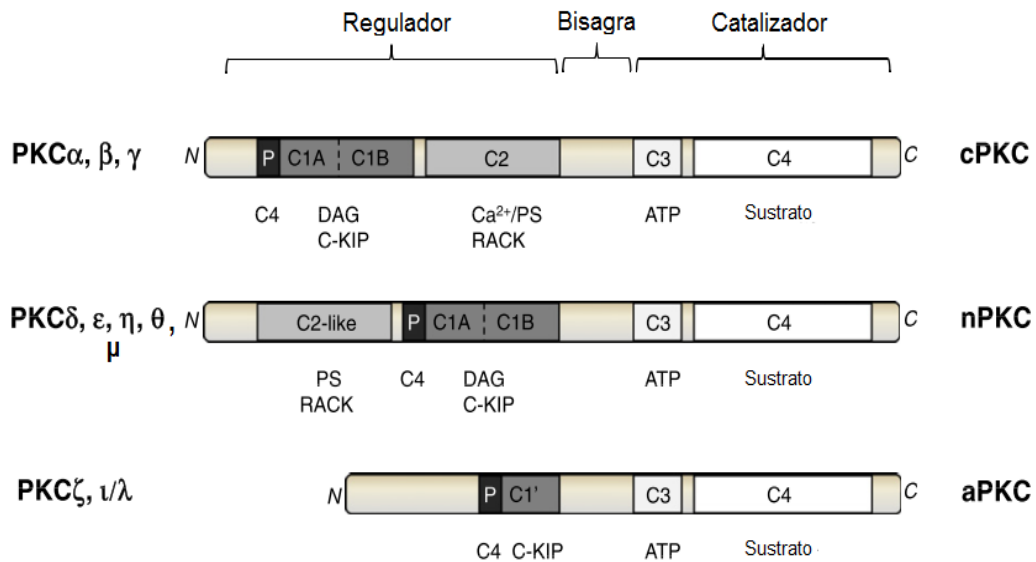 Regulador Bisagra Catalizador
PKCα, β, γ N P C1A C1B C2 C3 C4 C cPKC
C4 DAG Ca²⁺/PS ATP Sustrato
C-KIP RACK
PKCδ, ε, η, θ, N C2-like P C1A C1B C3 C4 C nPKC
μ
PS C4 DAG ATP Sustrato
RACK C-KIP
PKCζ, ι/λ N P C1' C3 C4 C aPKC
C4 C-KIP ATP Sustrato